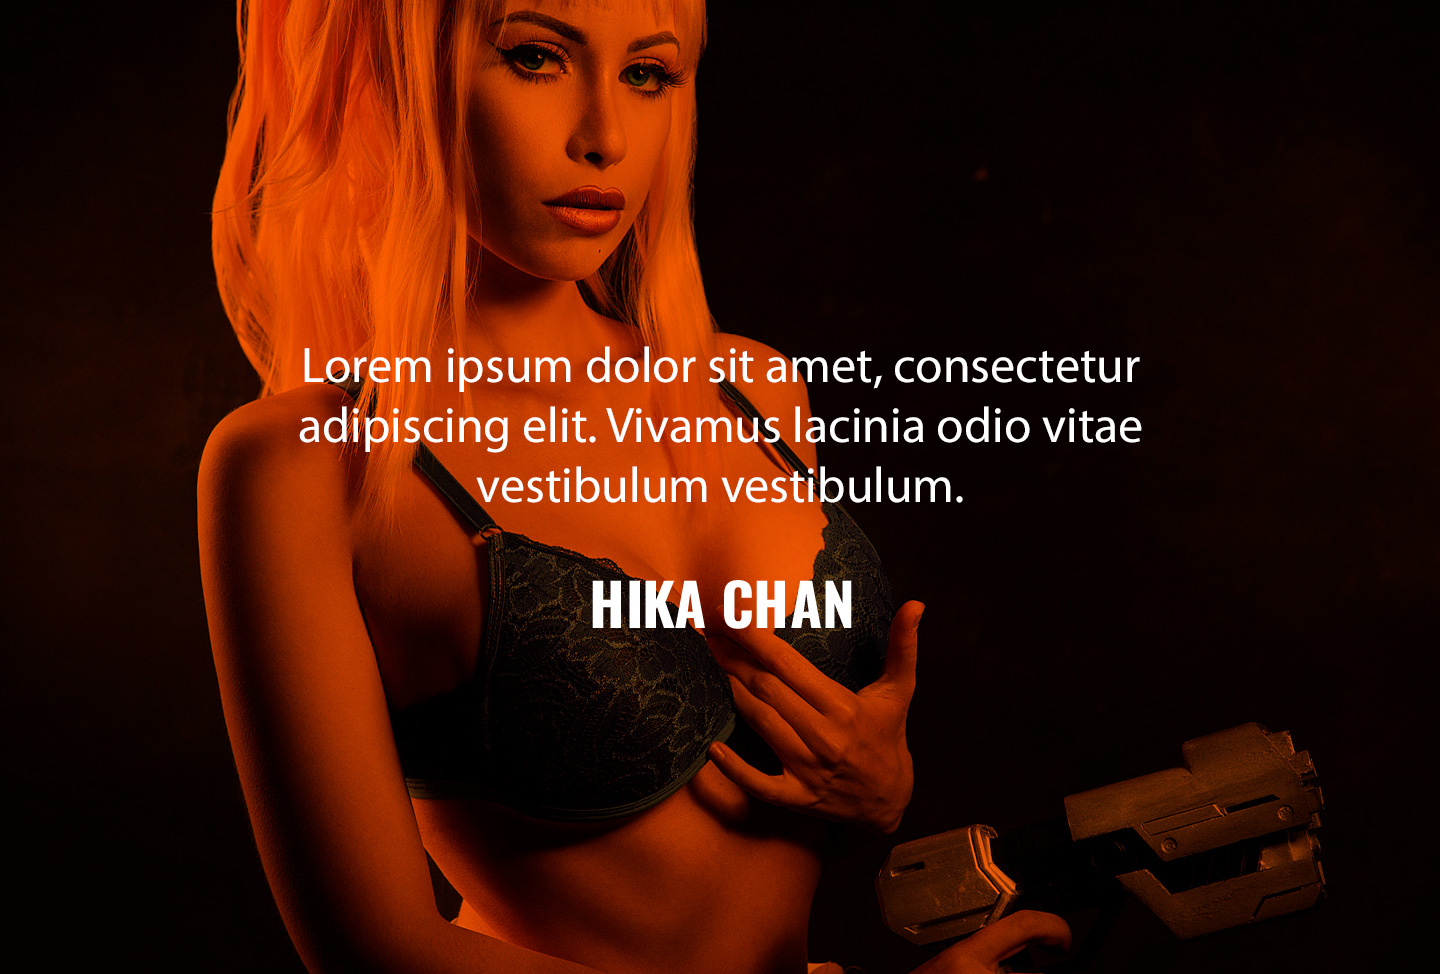 Lorem ipsum dolor sit amet, consectetur
adipiscing elit. Vivamus lacinia odio vitae
vestibulum vestibulum.
HIKA CHAN